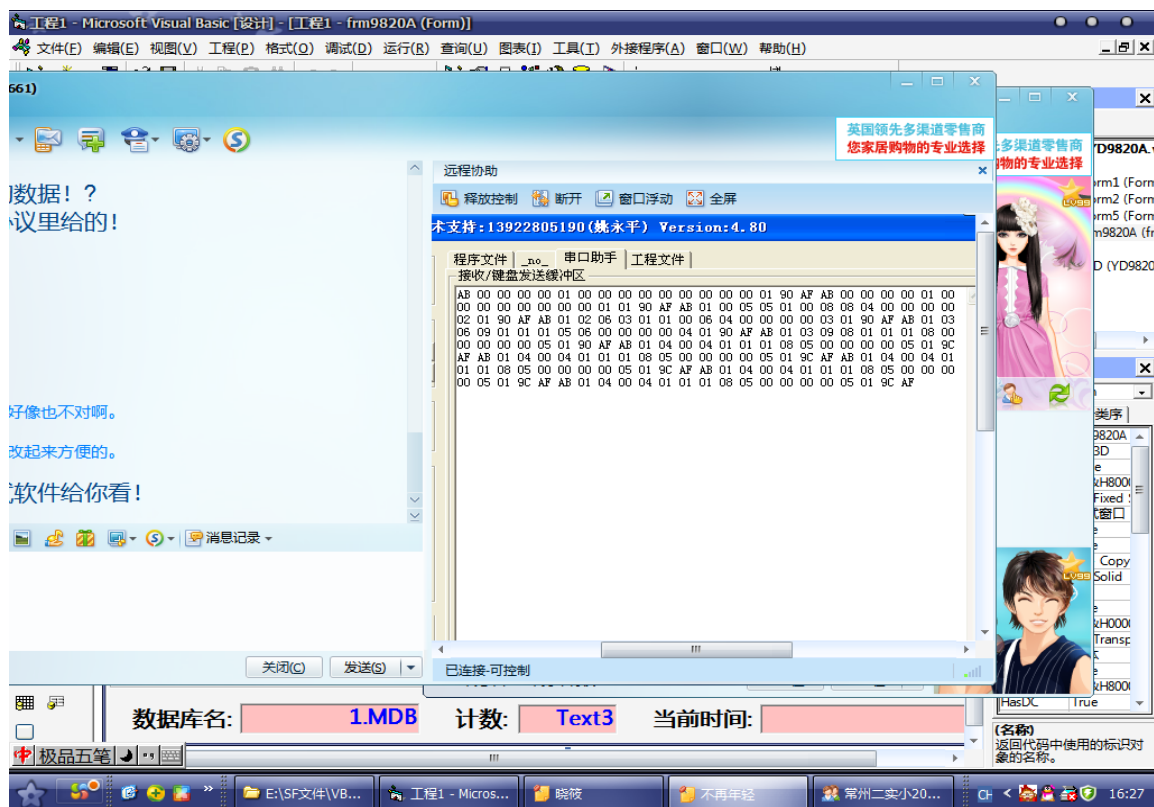 工程1 - Microsoft Visual Basic [设计] - [工程1 - frm9820A (Form)]
文件(F) 编辑(E) 视图(V) 工程(P) 格式(O) 调试(D) 运行(R) 查询(U) 图表(I) 工具(T) 外接程序(A) 窗口(W) 帮助(H)
661)
英国领先多渠道零售商
您家居购物的专业选择
多渠道零售商
物的专业选择
YD9820A.v
远程协助
释放控制 断开 窗口浮动 全屏
数据！?
议里给的!
术支持:13922805190(姚永平) Version:4.80
程序文件 _no_ 串口助手 工程文件
接收/键盘发送缓冲区
AB 00 00 00 00 01 00 00 00 00 00 00 00 00 00 01 90 AF AB 00 00 00 00 01 00
00 00 00 00 00 00 00 01 01 90 AF AB 01 00 05 05 01 00 08 08 04 00 00 00 00
02 01 90 AF AB 01 02 06 03 01 01 00 06 04 00 00 00 00 03 01 90 AF AB 01 03
06 09 01 01 01 05 06 00 00 00 00 04 01 90 AF AB 01 03 09 08 01 01 01 08 00
00 00 00 00 05 01 90 AF AB 01 04 00 04 01 01 01 08 05 00 00 00 00 05 01 9C
AF AB 01 04 00 04 01 01 01 08 05 00 00 00 00 05 01 9C AF AB 01 04 00 04 01
01 01 08 05 00 00 00 00 05 01 9C AF AB 01 04 00 04 01 01 01 08 05 00 00 00
00 05 01 9C AF AB 01 04 00 04 01 01 01 08 05 00 00 00 00 05 01 9C AF
LV99
rm1 (Form
rm2 (Form
rm5 (Form
m9820A (fr
D (YD9820
好像也不对啊。
改起来方便的。
软件给你看!
类序
9820A
3D
e
&H800(
Fixed
窗口
Copy
Solid
LV99
&H000(
Transp
&H800(
HasDC True
消息记录
关闭(C) 发送(S)
已连接-可控制
数据库名: 1.MDB 计数: Text3 当前时间:
(名称)
返回代码中使用的标识对
象的名称。
中 极品五笔
E:\SF文件\VB... 工程1 - Micros... 晓筱 不再年轻 常州二实小20... CH 16:27